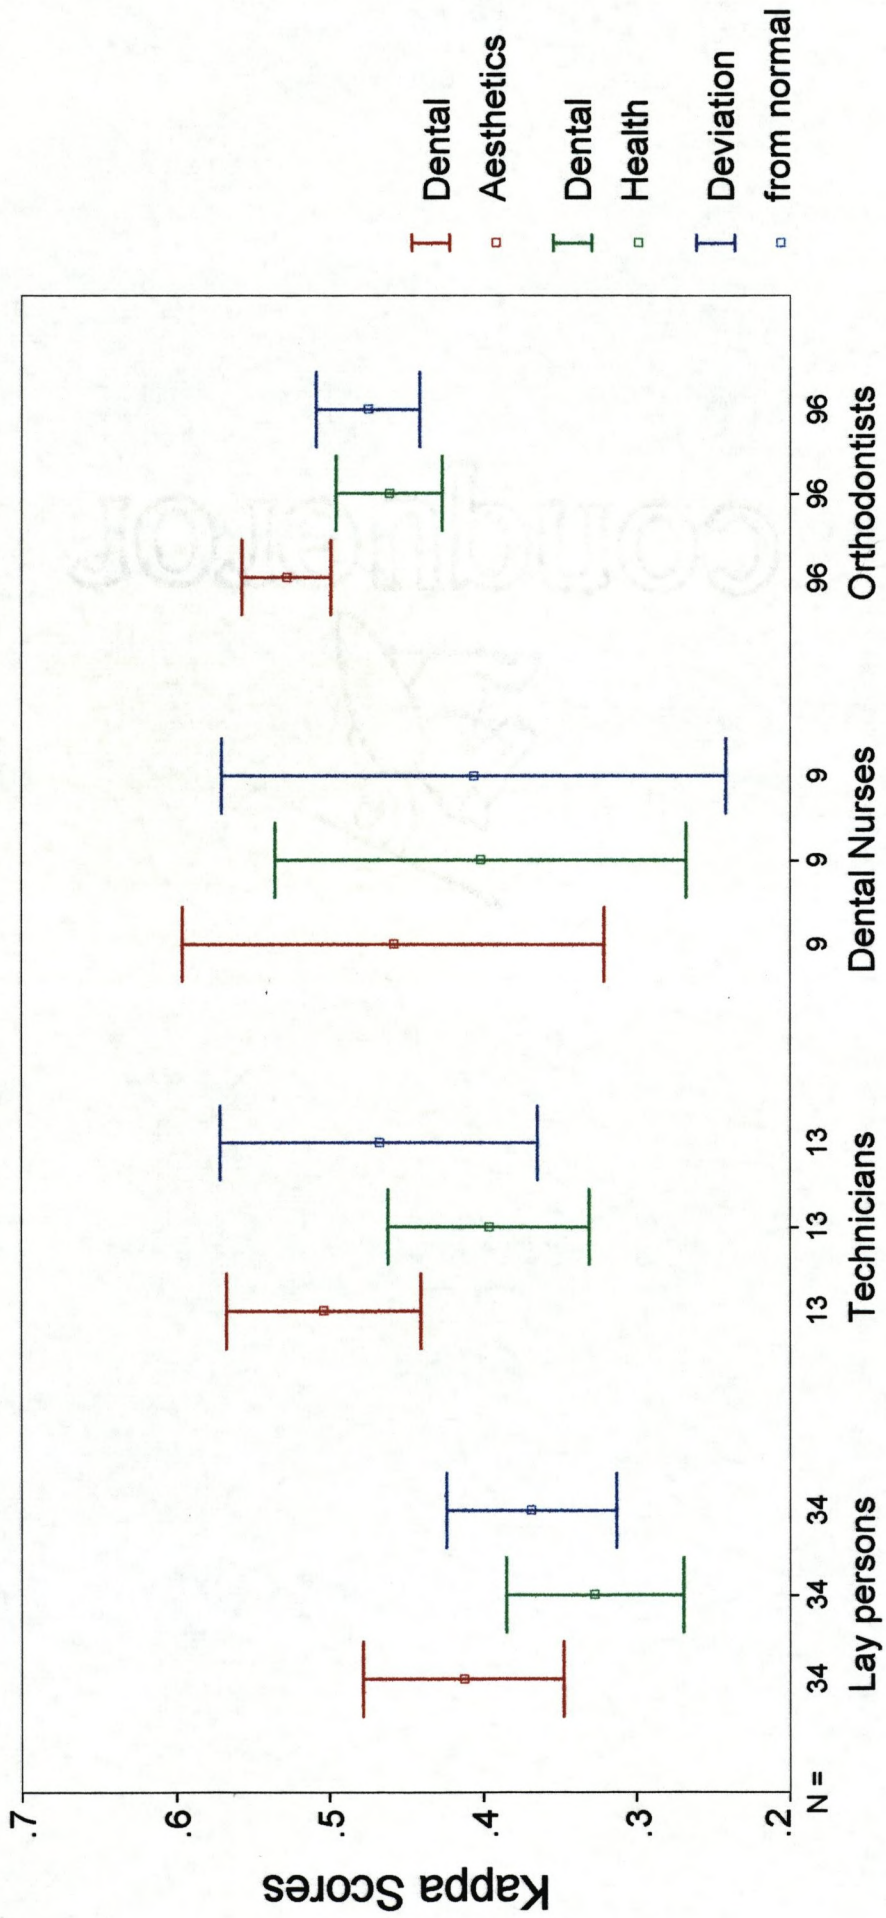 Kappa Scores
.7
.6
.5
.4
.3
.2
N =
34 34 34 13 13 13 9 9 9 96 96 96
Lay persons Technicians Dental Nurses Orthodontists
Dental
Aesthetics
Dental
Health
Deviation
from normal